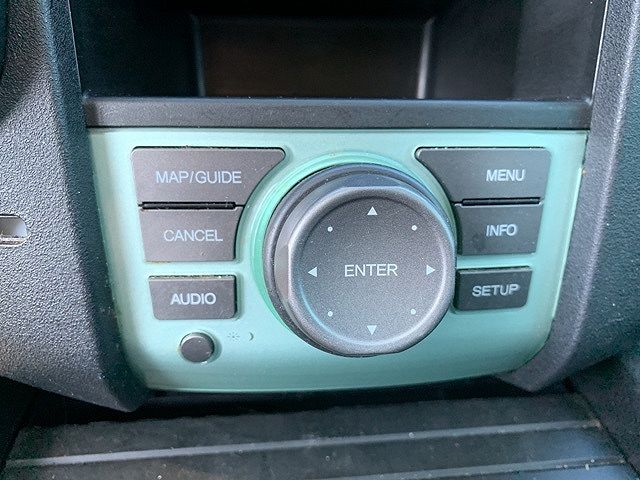 MAP/GUIDE
CANCEL
AUDIO
ENTER
MENU
INFO
SETUP